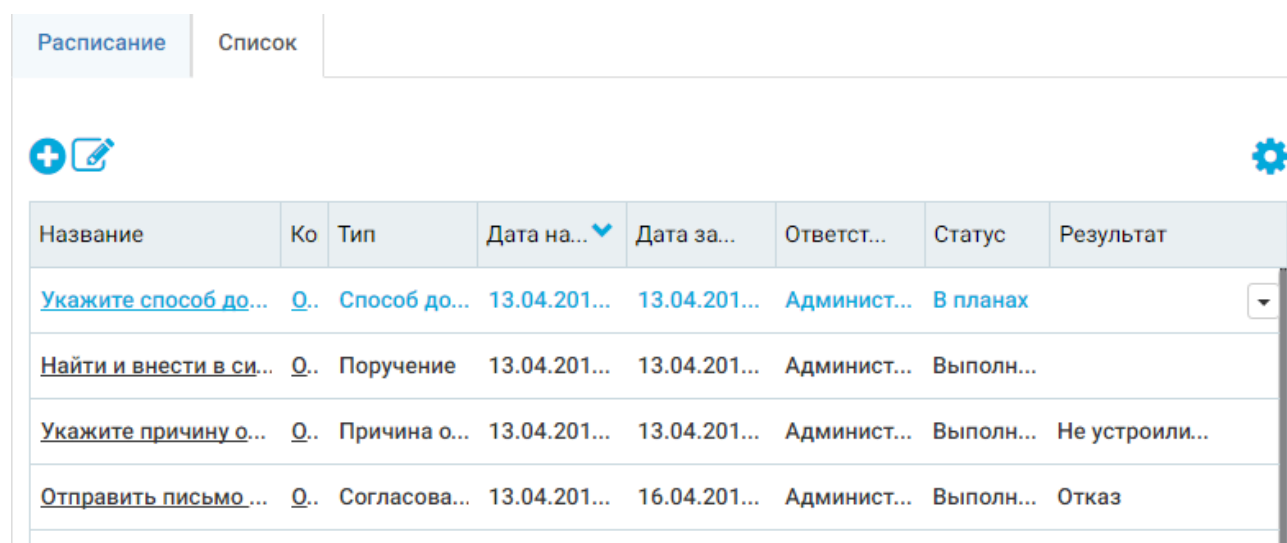 Расписание Список
Название Ко Тип Дата на... Дата за... Ответст... Статус Результат
Укажите способ до... О.. Способ до... 13.04.201... 13.04.201... Админист... В планах
Найти и внести в си... О.. Поручение 13.04.201... 13.04.201... Админист... Выполн...
Укажите причину о... О.. Причина о... 13.04.201... 13.04.201... Админист... Выполн... Не устроили...
Отправить письмо ... О.. Согласова... 13.04.201... 16.04.201... Админист... Выполн... Отказ